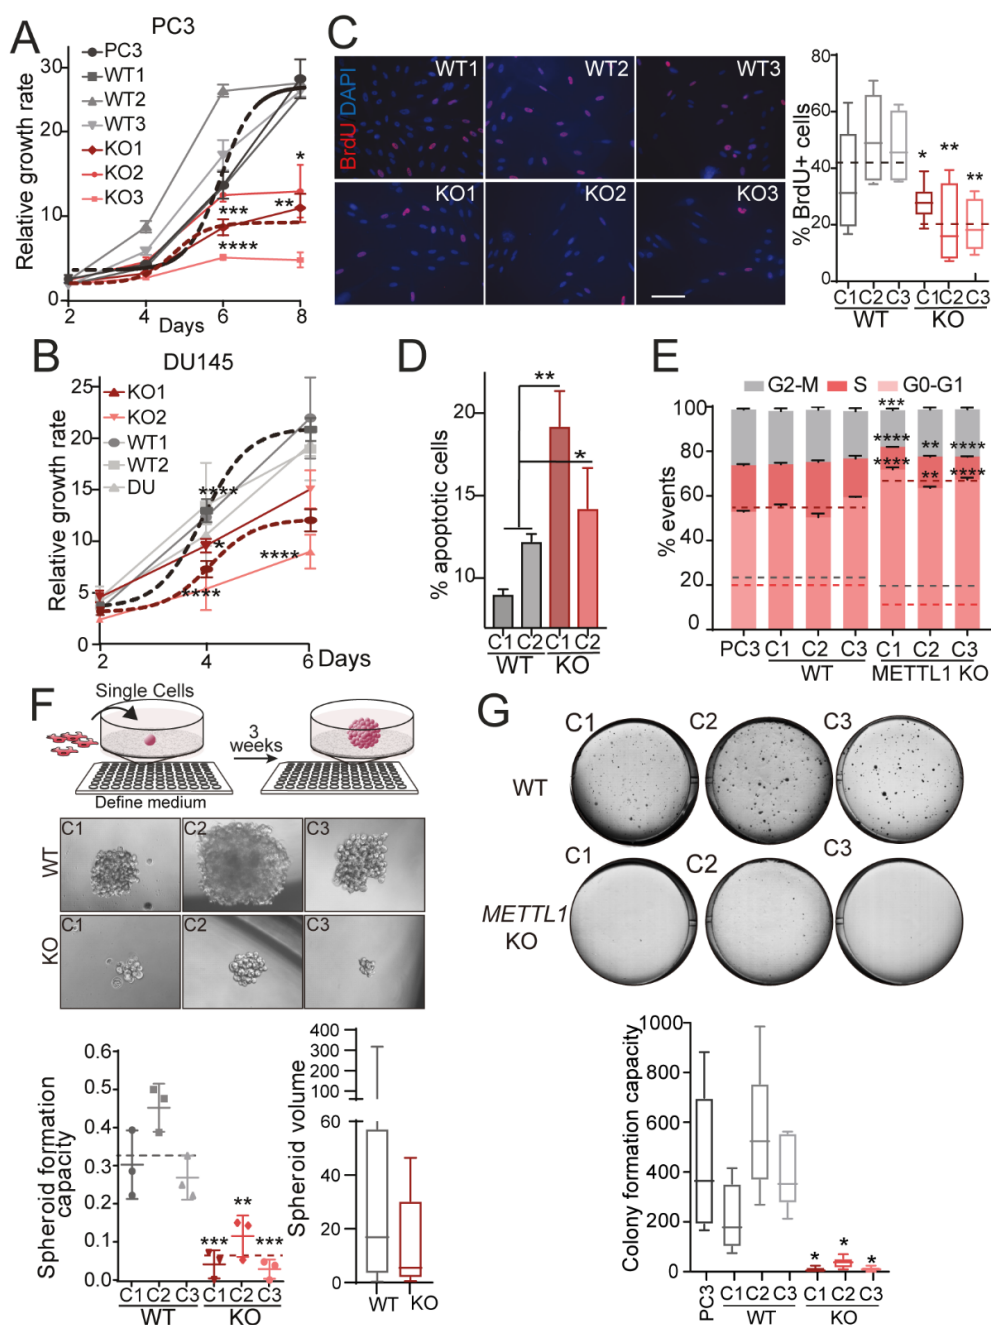 A
PC3
PC3
WT1
WT2
WT3
KO1
KO2
KO3
Relative growth rate
30
20
10
0
*
***
**
****
2
4
6
8
Days
B
DU145
KO1
KO2
WT1
WT2
DU
Relative growth rate
25
20
15
10
5
0
****
*
****
****
2
4
6
Days
C
BrdU DAPI
WT1
WT2
WT3
KO1
KO2
KO3
% BrdU+ cells
80
60
40
20
0
*
**
**
C1 C2 C3
C1 C2 C3
WT
KO
D
% apoptotic cells
20
15
10
**
*
C1 C2 C1 C2
WT KO
E
G2-M
S
G0-G1
% events
100
80
60
40
20
0
***
****
**
****
****
**
****
PC3
C1
C2
C3
C1
C2
C3
WT
METTL1 KO
F
Single Cells
3
weeks
Define medium
WT
C1
C2
C3
KO
C1
C2
C3
Spheroid formation
capacity
0.6
0.5
0.4
0.3
0.2
0.1
0.0
***
**
***
C1 C2 C3 C1 C2 C3
WT
KO
Spheroid volume
400
300
200
100
60
40
20
0
WT
KO
G
C1
C2
C3
WT
C1
C2
C3
METTL1
KO
Colony formation capacity
1000
800
600
400
200
0
*
*
*
PC3
C1
C2
C3
C1
C2
C3
WT
KO